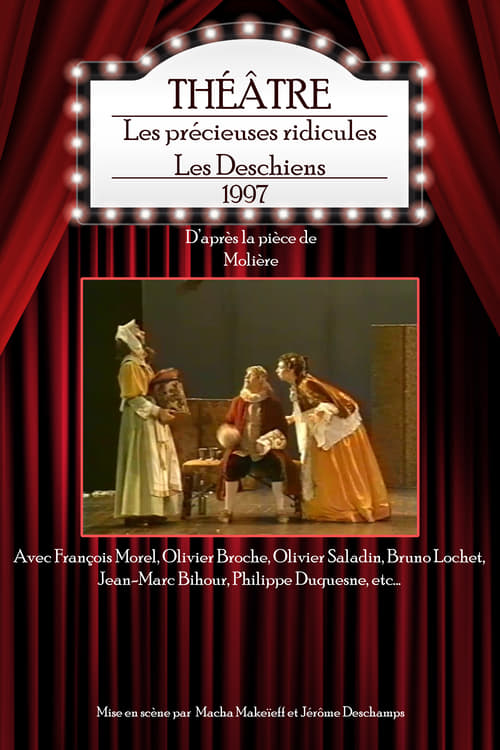 THÉÂTRE
Les précieuses ridicules
Les Deschiens
1997
D'après la pièce de
Molière
Avec François Morel, Olivier Broche, Olivier Saladin, Bruno Lochet,
Jean-Marc Bihour, Philippe Duquesne, etc...
Mise en scène par Macha Makeïeff et Jérôme Deschamps